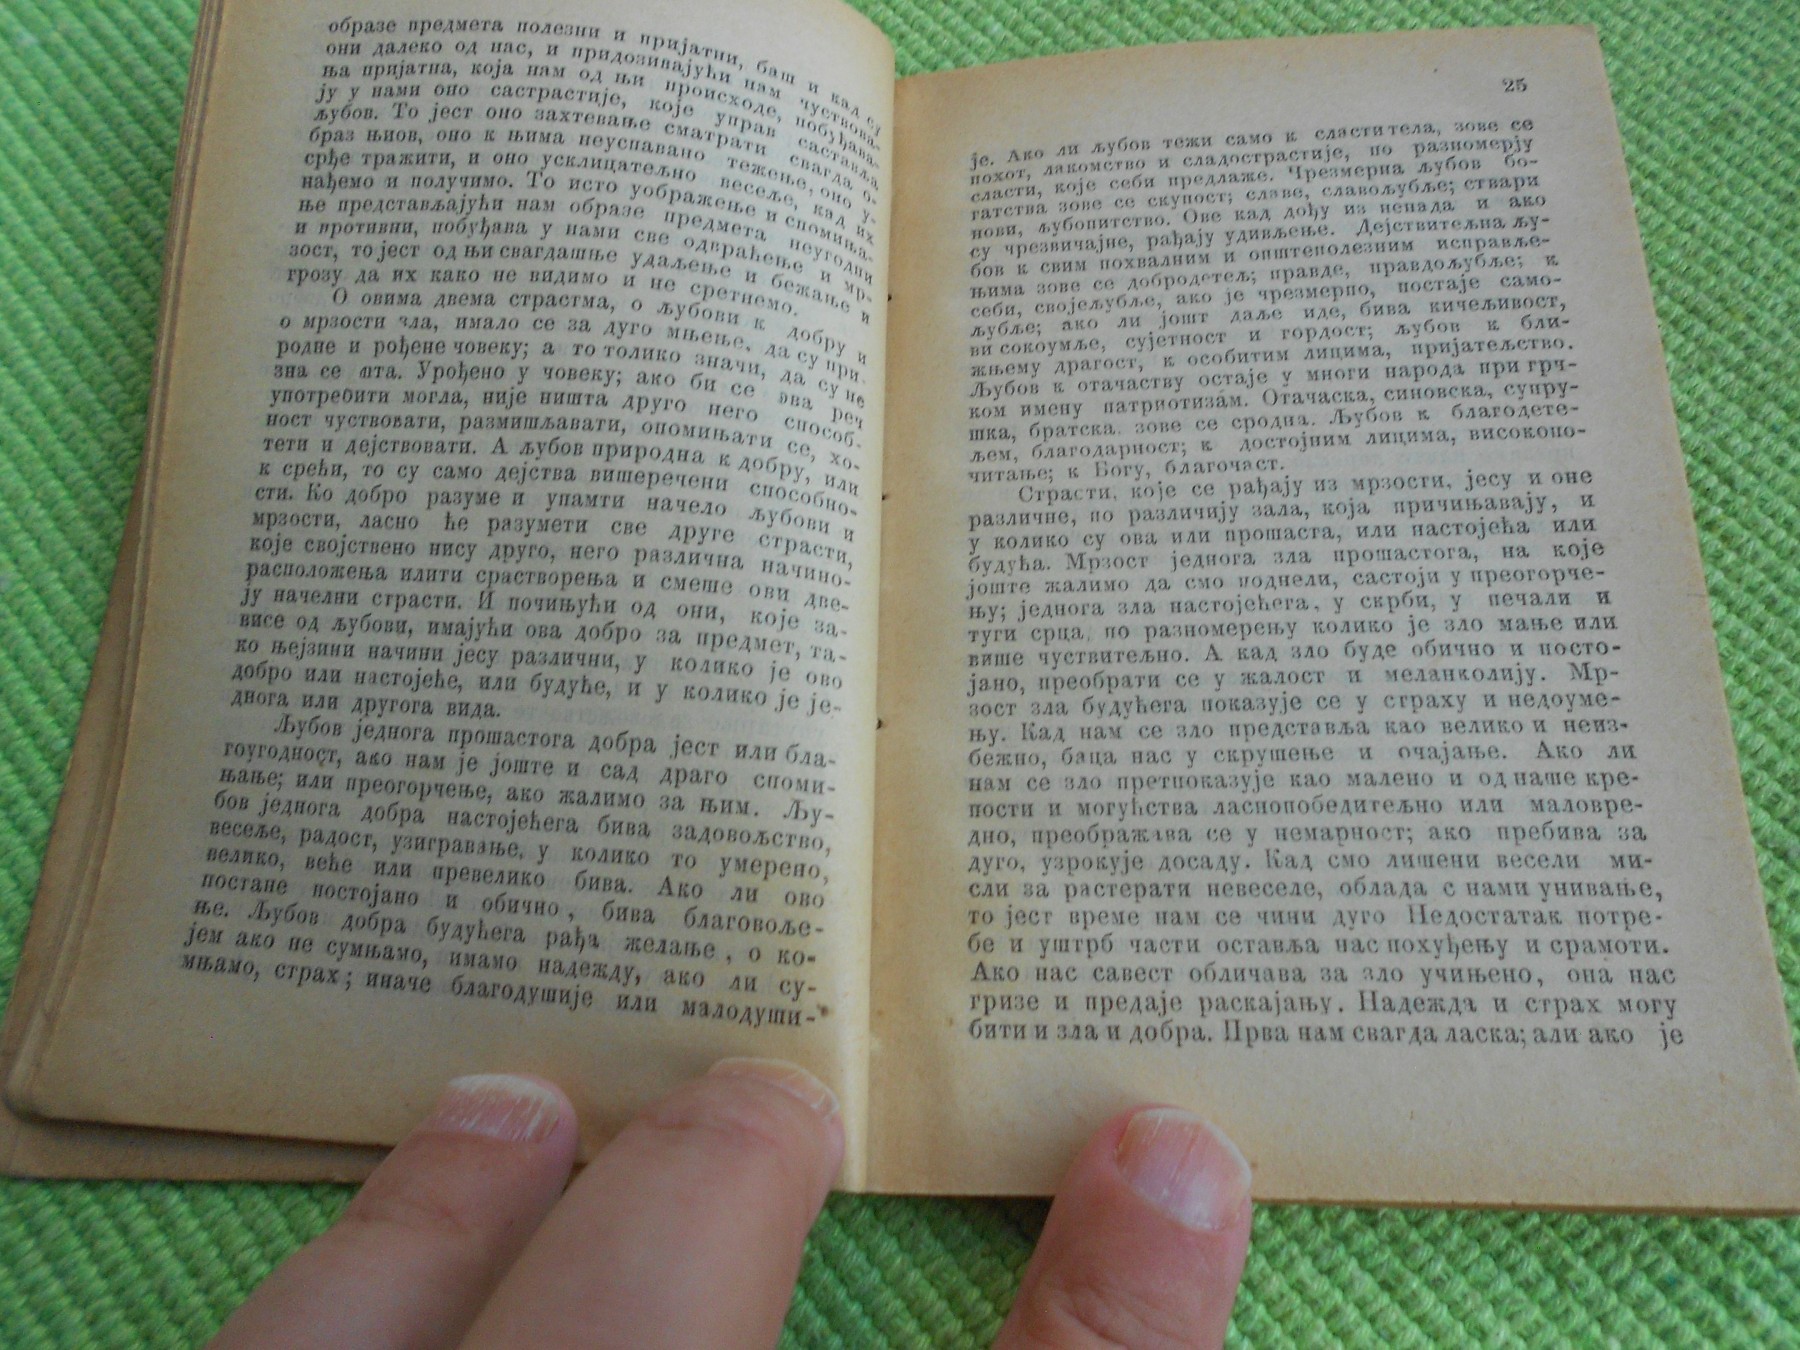 образе предмета полезни и пријатни, баш и кад су
они далеко од нас, и придозивајући нам чуствова-
ња пријатна, која нам од њи происходе, побуђава-
ју у нами оно састрастије, које управ саставља
љубов. То јест оно захтевање сматрати свагда о-
браз њиов, оно к њима неуспавано тежење, оно у-
срђе тражити, и оно усклицатељно весеље, кад их
нађемо и получимо. То исто уображење и спомиња-
ње представљајући нам образе предмета неугодни
и противни, побуђава у нами све одвраћење и мр-
зост, то јест од њи свагдашње удаљење и бежање и
грозу да их како не видимо и не сретнемо.
О овима двема страстма, о љубови к добру и
о мрзости зла, имало се за дуго мњење, да су при-
родне и рођене човеку; а то толико значи, да су не
зна се шта. Урођено у човеку; ако би се ова реч
употребити могла, није ништа друго него способ-
ност чуствовати, размишљавати, опомињати се, хо-
тети и дејствовати. А љубов природна к добру, или
к срећи, то су само дејства вишеречени способно-
сти. Ко добро разуме и упамти начело љубови и
мрзости, ласно ће разумети све друге страсти,
које својствено нису друго, него различна начино-
расположења илити срастворења и смеше ови две-
ју начелни страсти. И почињући од они, које за-
висе од љубови, имајући ова добро за предмет, та-
ко њејзини начини јесу различни, у колико је ово
добро или настојеће, или будуће, и у колико је је-
днога или другога вида.
Љубов једнога прошастога добра јест или бла-
гоугодност, ако нам је јоште и сад драго споми-
њање; или преогорчење, ако жалимо за њим. Љу-
бов једнога добра настојећега бива задовољство,
весеље, радост, узигравање, у колико то умерено,
велико, веће или превелико бива. Ако ли ово
постане постојано и обично, бива благовоље-
ње. Љубов добра будућега рађа желање, о ко-
јем ако не сумњамо, имамо надежду, ако ли су-
мњамо, страх; иначе благодушије или малодуши-
25
је. Ако ли љубов тежи само к сласти тела, зове се
похот, лакомство и сладострастије, по разномерју
сласти, које себи предлаже. Чрезмерна љубов бо-
гатства зове се скупост; славе, славољубље; ствари
нови, љубопитство. Ове кад дођу из ненада и ако
су чрезвичајне, рађају удивљење. Дејствителна љу-
бов к свим похвалним и општеполезним исправље-
њима зове се добродетељ; правде, правдољубље; к
себи, својељубље, ако је чрезмерно, постаје само-
љубље; ако ли јошт даље иде, бива кичељивост,
високоумље, сујетност и гордост; љубов к бли-
жњему драгост, к особитим лицима, пријатељство.
Љубов к отачаству остаје у многи народа при грч-
ком имену патриотизам. Отачаска, синовска, супру-
шка, братска, зове се сродна. Љубов к благодете-
љем, благодарност; к достојним лицима, високопо-
читање; к Богу, благочаст.
Страсти, које се рађају из мрзости, јесу и оне
различне, по различију зала, која причињавају, и
у колико су ова или прошаста, или настојећа или
будућа. Мрзост једнога зла прошастога, на које
јоште жалимо да смо поднели, састоји у преогорче-
њу; једнога зла настојећега, у скрби, у печали и
туги срца, по разномерењу колико је зло мање или
више чуствитељно. А кад зло буде обично и посто-
јано, преобрати се у жалост и меланколију. Мр-
зост зла будућега показује се у страху и недоуме-
њу. Кад нам се зло представља као велико и неиз-
бежно, баца нас у скрушење и очајање. Ако ли
нам се зло претпоказује као малено и од наше кре-
пости и могућства ласнопобедитељно или маловре-
дно, преображава се у немарност; ако пребива за
дуго, узрокује досаду. Кад смо лишени весели ми-
сли за растерати невеселе, облада с нами унивање,
то јест време нам се чини дуго Недостатак потре-
бе и уштрб части оставља нас похуђењу и срамоти.
Ако нас савест обличава за зло учињено, она нас
гризе и предаје раскајању. Надежда и страх могу
бити и зла и добра. Прва нам свагда ласка; али ако је